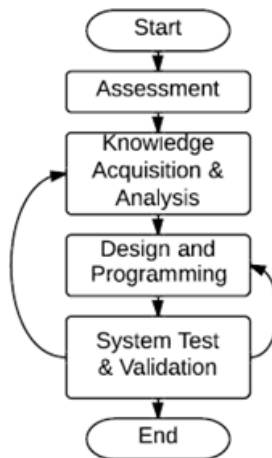 Start
Assessment
Knowledge
Acquisition &
Analysis
Design and
Programming
System Test
& Validation
End